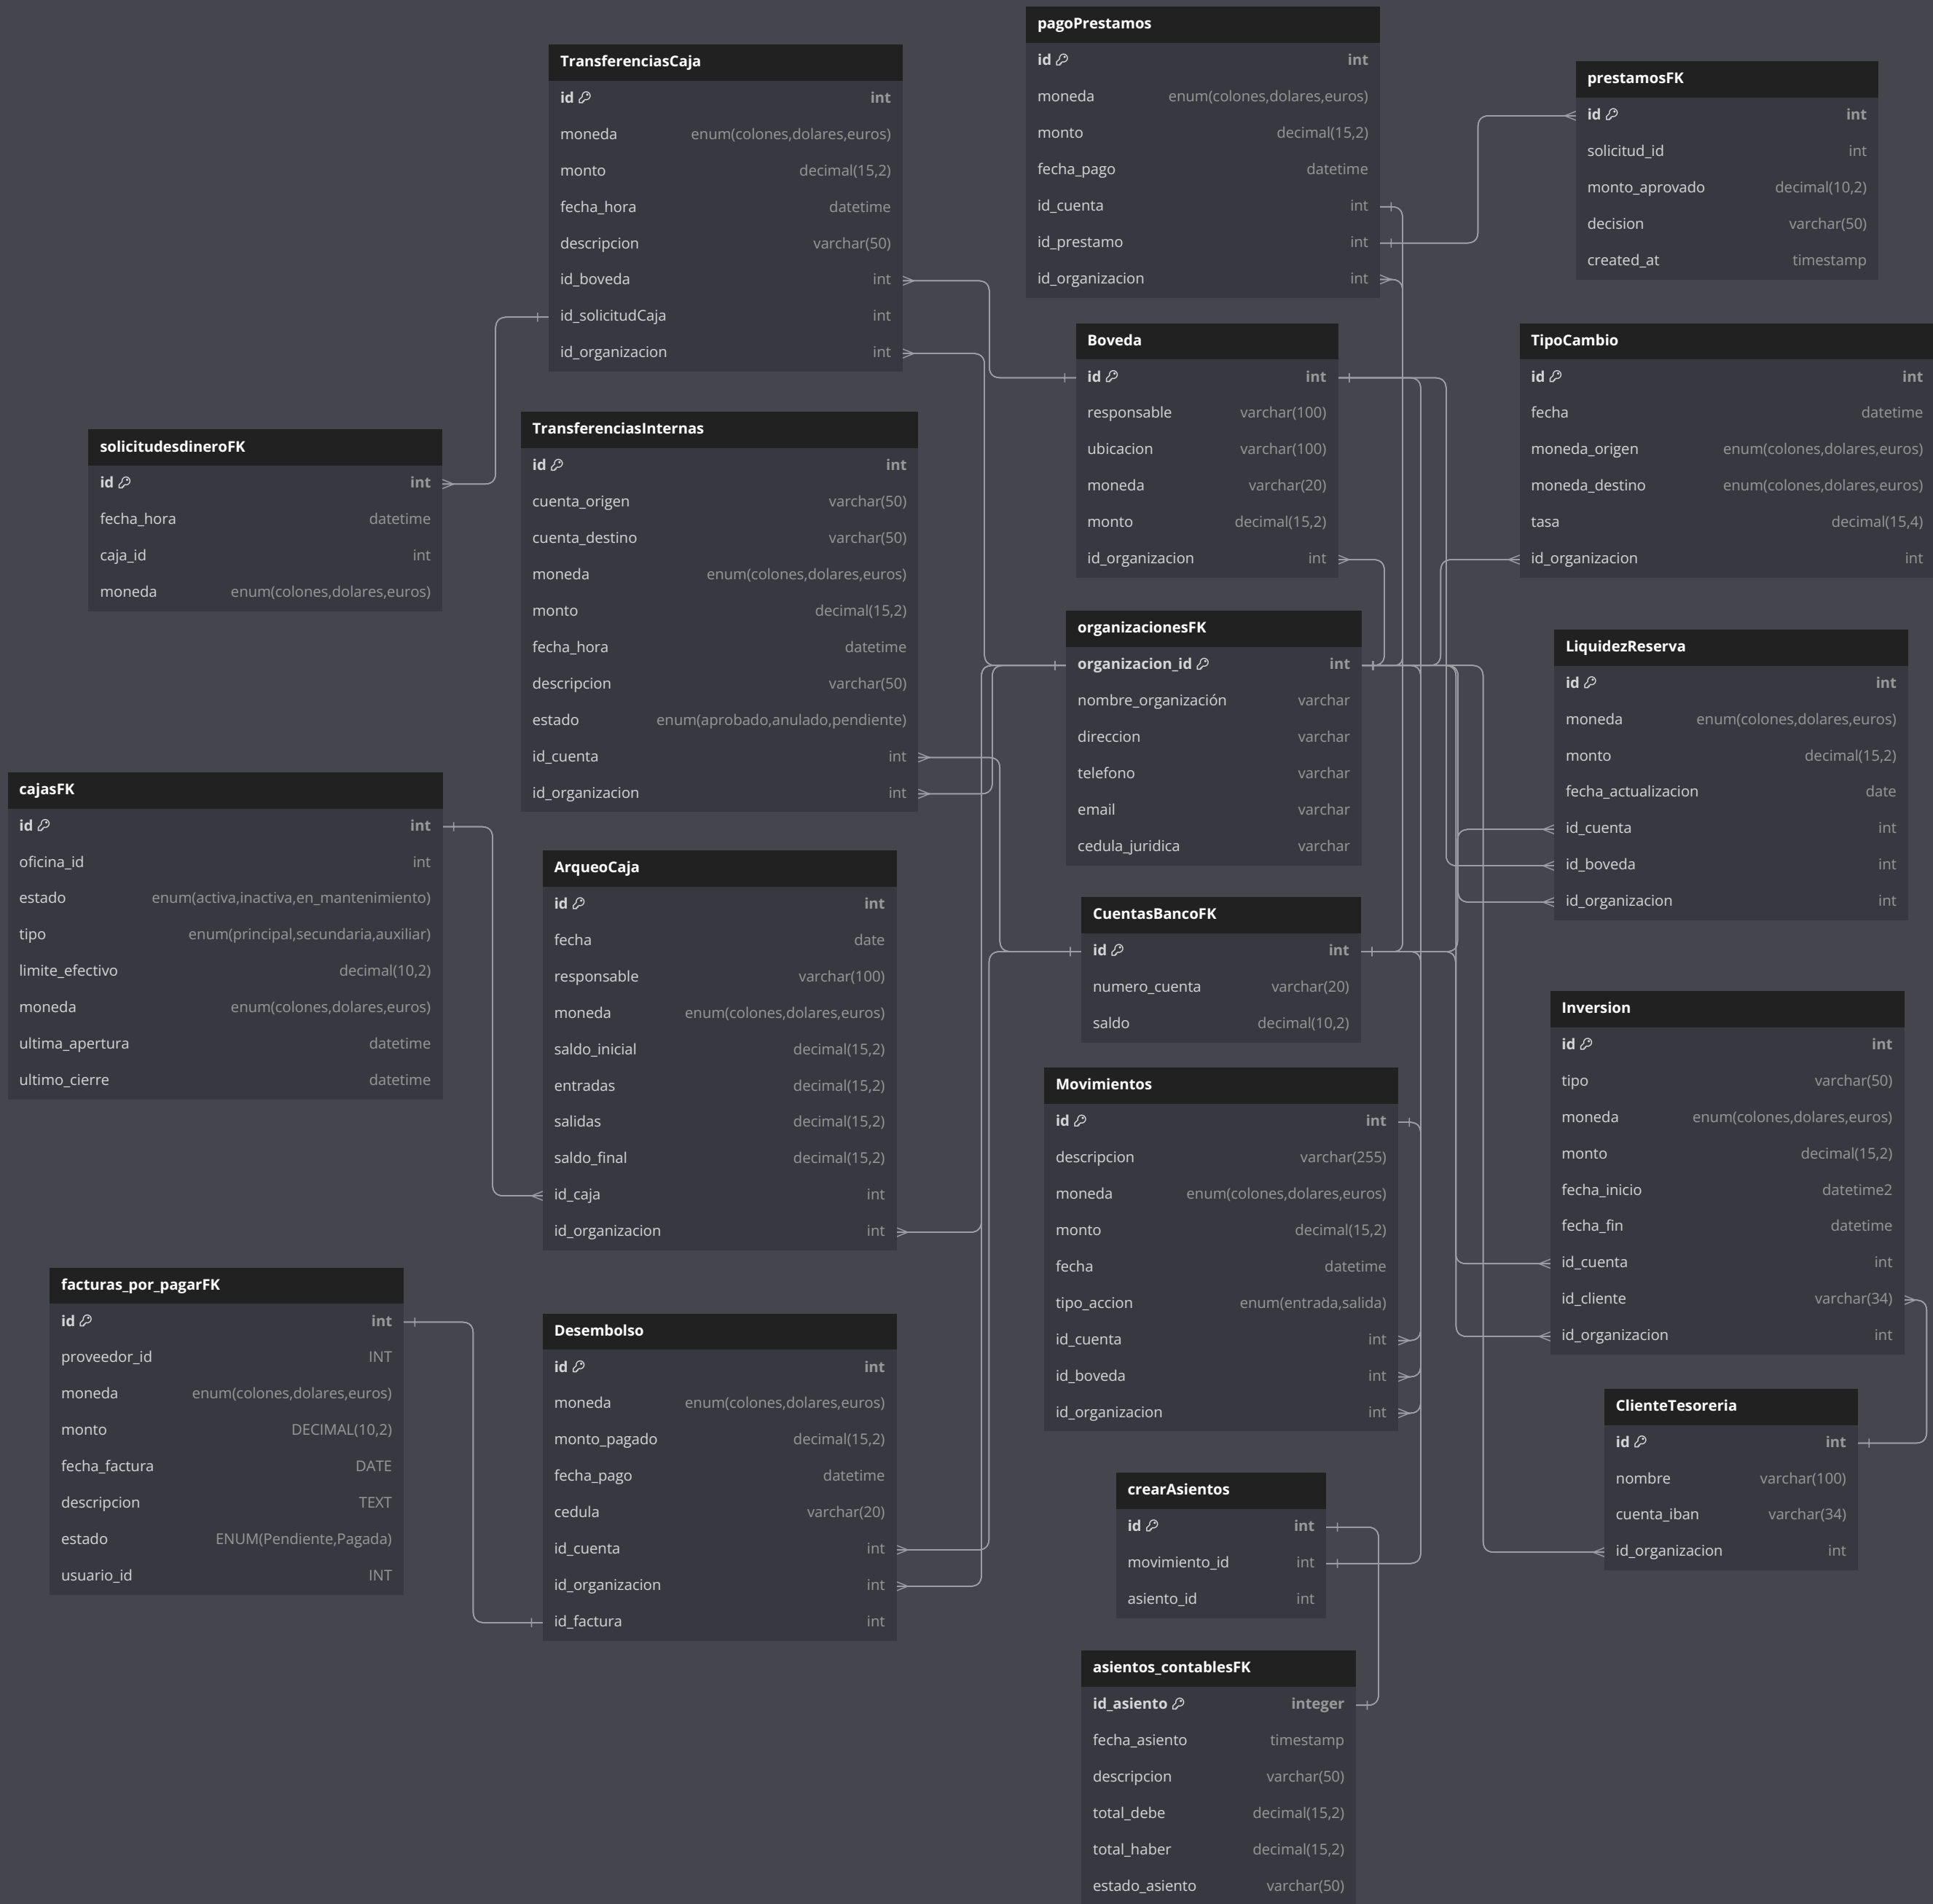 TransferenciasCaja
id int
moneda enum(colones,dolares,euros)
monto decimal(15,2)
fecha_hora datetime
descripcion varchar(50)
id_boveda int
id_solicitudCaja int
id_organizacion int
pagoPrestamos
id int
moneda enum(colones,dolares,euros)
monto decimal(15,2)
fecha_pago datetime
id_cuenta int
id_prestamo int
id_organizacion int
prestamosFK
id int
solicitud_id int
monto_aprovado decimal(10,2)
decision varchar(50)
created_at timestamp
solicitudesdineroFK
id int
fecha_hora datetime
caja_id int
moneda enum(colones,dolares,euros)
TransferenciasInternas
id int
cuenta_origen varchar(50)
cuenta_destino varchar(50)
moneda enum(colones,dolares,euros)
monto decimal(15,2)
fecha_hora datetime
descripcion varchar(50)
estado enum(aprobado,anulado,pendiente)
id_cuenta int
id_organizacion int
Boveda
id int
responsable varchar(100)
ubicacion varchar(100)
moneda varchar(20)
monto decimal(15,2)
id_organizacion int
TipoCambio
id int
fecha datetime
moneda_origen enum(colones,dolares,euros)
moneda_destino enum(colones,dolares,euros)
tasa decimal(15,4)
id_organizacion int
organizacionesFK
organizacion_id int
nombre_organización varchar
direccion varchar
telefono varchar
email varchar
cedula_juridica varchar
LiquidezReserva
id int
moneda enum(colones,dolares,euros)
monto decimal(15,2)
fecha_actualizacion date
id_cuenta int
id_boveda int
id_organizacion int
cajasFK
id int
oficina_id int
estado enum(activa,inactiva,en_mantenimiento)
tipo enum(principal,secundaria,auxiliar)
limite_efectivo decimal(10,2)
moneda enum(colones,dolares,euros)
ultima_apertura datetime
ultimo_cierre datetime
ArqueoCaja
id int
fecha date
responsable varchar(100)
moneda enum(colones,dolares,euros)
saldo_inicial decimal(15,2)
entradas decimal(15,2)
salidas decimal(15,2)
saldo_final decimal(15,2)
id_caja int
id_organizacion int
CuentasBancoFK
id int
numero_cuenta varchar(20)
saldo decimal(10,2)
Movimientos
id int
descripcion varchar(255)
moneda enum(colones,dolares,euros)
monto decimal(15,2)
fecha datetime
tipo_accion enum(entrada,salida)
id_cuenta int
id_boveda int
id_organizacion int
Inversion
id int
tipo varchar(50)
moneda enum(colones,dolares,euros)
monto decimal(15,2)
fecha_inicio datetime2
fecha_fin datetime
id_cuenta int
id_cliente varchar(34)
id_organizacion int
facturas_por_pagarFK
id int
proveedor_id INT
moneda enum(colones,dolares,euros)
monto DECIMAL(10,2)
fecha_factura DATE
descripcion TEXT
estado ENUM(Pendiente,Pagada)
usuario_id INT
Desembolso
id int
moneda enum(colones,dolares,euros)
monto_pagado decimal(15,2)
fecha_pago datetime
cedula varchar(20)
id_cuenta int
id_organizacion int
id_factura int
ClienteTesoreria
id int
nombre varchar(100)
cuenta_iban varchar(34)
id_organizacion int
crearAsientos
id int
movimiento_id int
asiento_id int
asientos_contablesFK
id_asiento integer
fecha_asiento timestamp
descripcion varchar(50)
total_debe decimal(15,2)
total_haber decimal(15,2)
estado_asiento varchar(50)